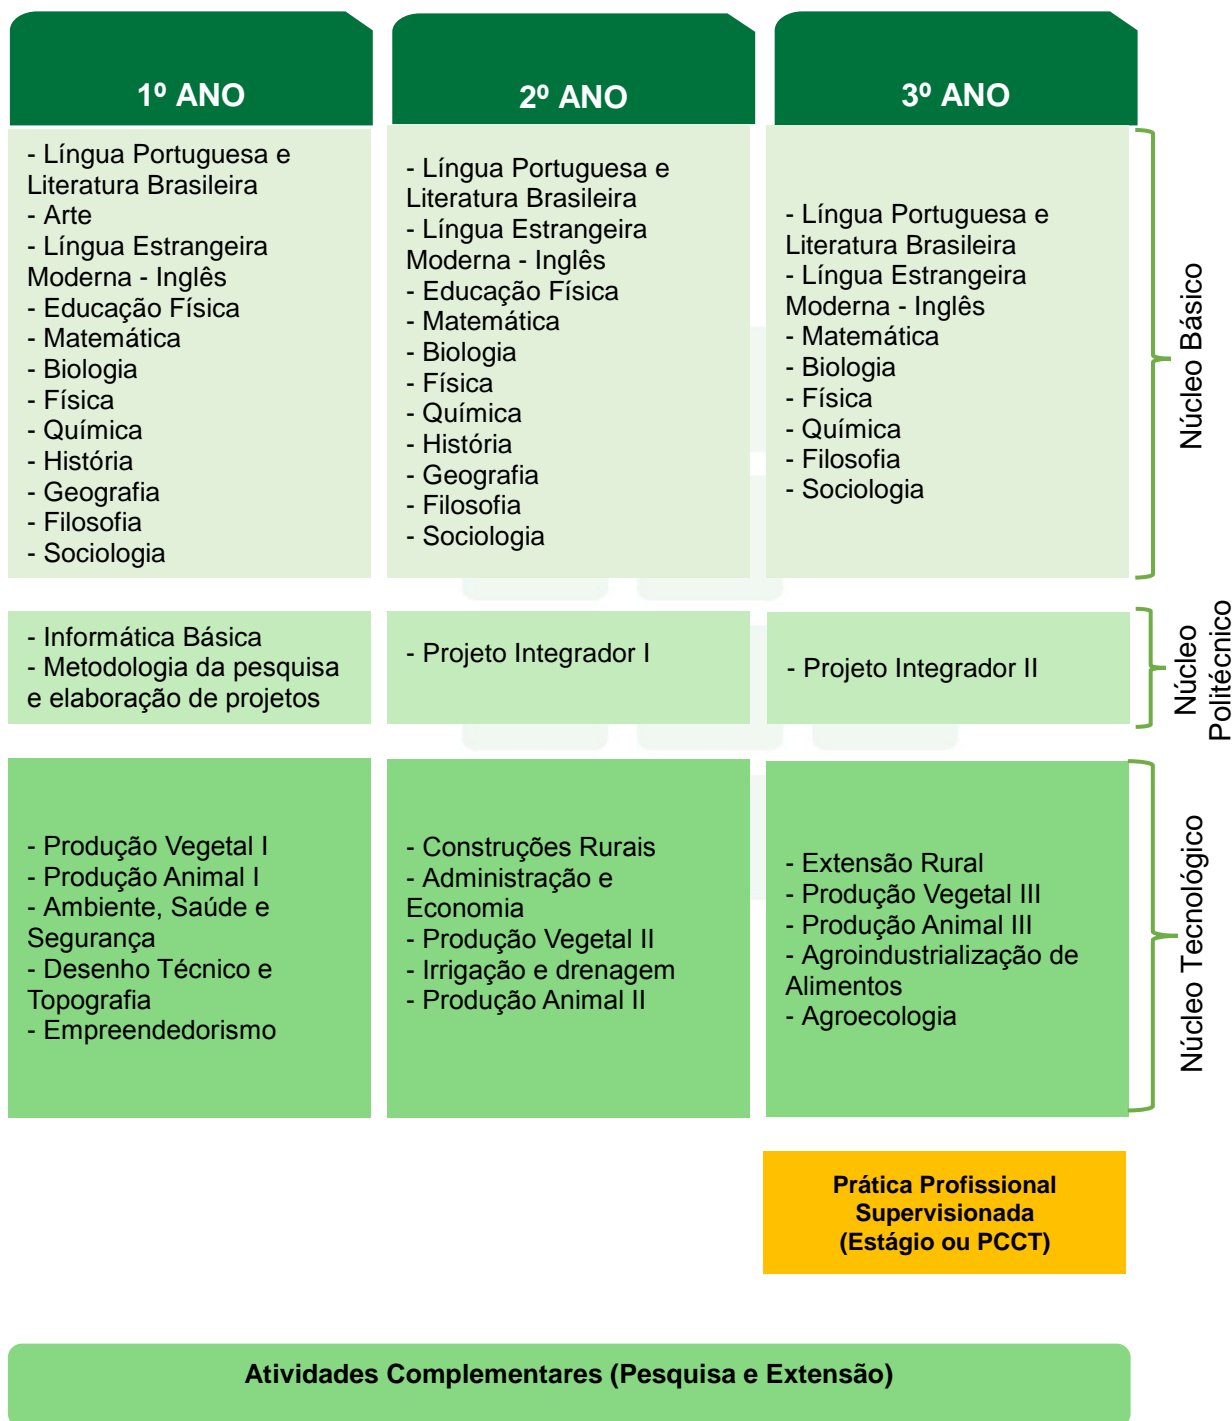 1º ANO
- Língua Portuguesa e
Literatura Brasileira
- Arte
- Língua Estrangeira
Moderna - Inglês
- Educação Física
- Matemática
- Biologia
- Física
- Química
- História
- Geografia
- Filosofia
- Sociologia
2º ANO
- Língua Portuguesa e
Literatura Brasileira
- Língua Estrangeira
Moderna - Inglês
- Educação Física
- Matemática
- Biologia
- Física
- Química
- História
- Geografia
- Filosofia
- Sociologia
3º ANO
- Língua Portuguesa e
Literatura Brasileira
- Língua Estrangeira
Moderna - Inglês
- Matemática
- Biologia
- Física
- Química
- Filosofia
- Sociologia
Núcleo Básico
- Informática Básica
- Metodologia da pesquisa
e elaboração de projetos
- Projeto Integrador I
- Projeto Integrador II
Núcleo
Politécnico
- Produção Vegetal I
- Produção Animal I
- Ambiente, Saúde e
Segurança
- Desenho Técnico e
Topografia
- Empreendedorismo
- Construções Rurais
- Administração e
Economia
- Produção Vegetal II
- Irrigação e drenagem
- Produção Animal II
- Extensão Rural
- Produção Vegetal III
- Produção Animal III
- Agroindustrialização de
Alimentos
- Agroecologia
Núcleo Tecnológico
Prática Profissional
Supervisionada
(Estágio ou PCCT)
Atividades Complementares (Pesquisa e Extensão)